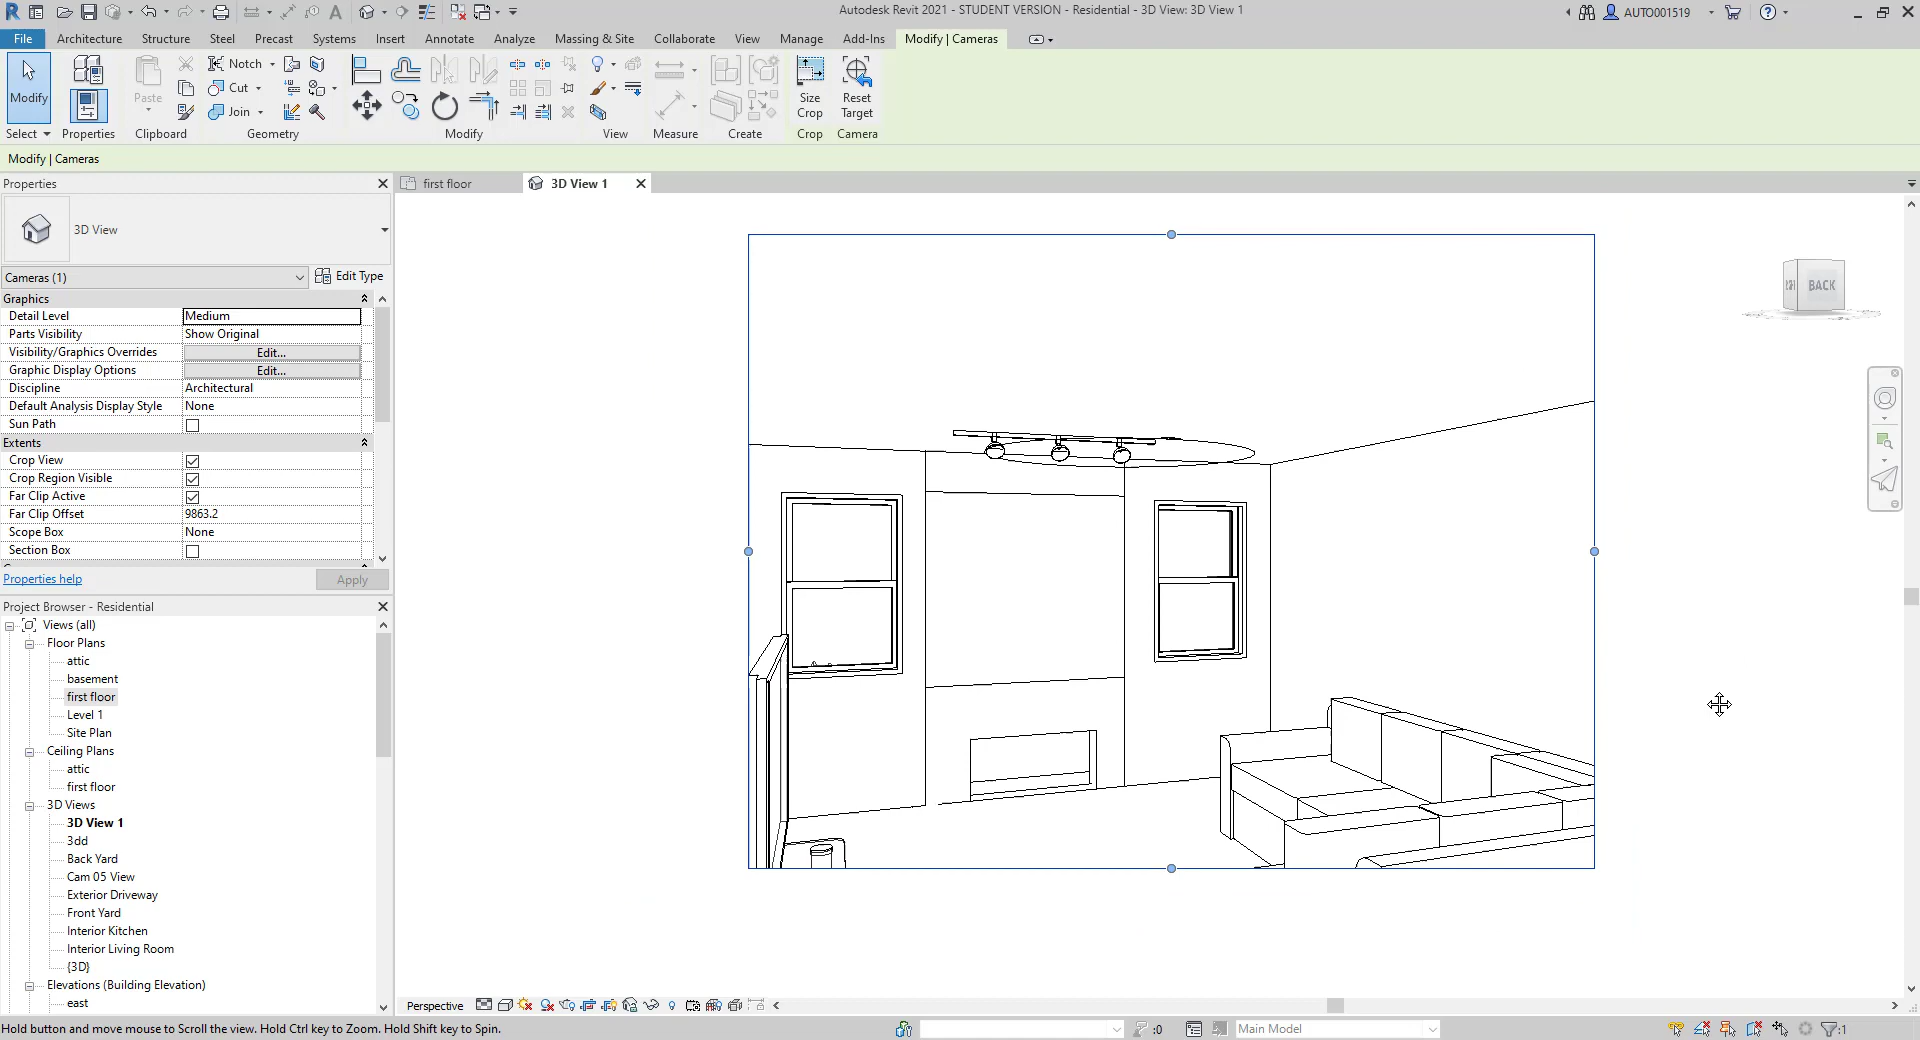 Autodesk Revit 2021 - STUDENT VERSION - Residential - 3D View: 3D View 1
AUTO001519
File Architecture Structure Steel Precast Systems Insert Annotate Analyze Massing & Site Collaborate View Manage Add-Ins Modify | Cameras
Modify
Select
Properties
Paste
Clipboard
Notch
Cut
Join
Geometry
Modify
View
Measure
Create
Size
Crop
Crop
Reset
Target
Camera
Modify | Cameras
Properties
first floor
3D View 1
3D View
Cameras (1)
Edit Type
Graphics
Detail Level Medium
Parts Visibility Show Original
Visibility/Graphics Overrides Edit...
Graphic Display Options Edit...
Discipline Architectural
Default Analysis Display Style None
Sun Path
Extents
Crop View
Crop Region Visible
Far Clip Active
Far Clip Offset 9863.2
Scope Box None
Section Box
Properties help
Apply
Project Browser - Residential
Views (all)
Floor Plans
attic
basement
first floor
Level 1
Site Plan
Ceiling Plans
attic
first floor
3D Views
3D View 1
3dd
Back Yard
Cam 05 View
Exterior Driveway
Front Yard
Interior Kitchen
Interior Living Room
{3D}
Elevations (Building Elevation)
east
BACK
Perspective
Hold button and move mouse to Scroll the view. Hold Ctrl key to Zoom. Hold Shift key to Spin.
:0
Main Model
:1